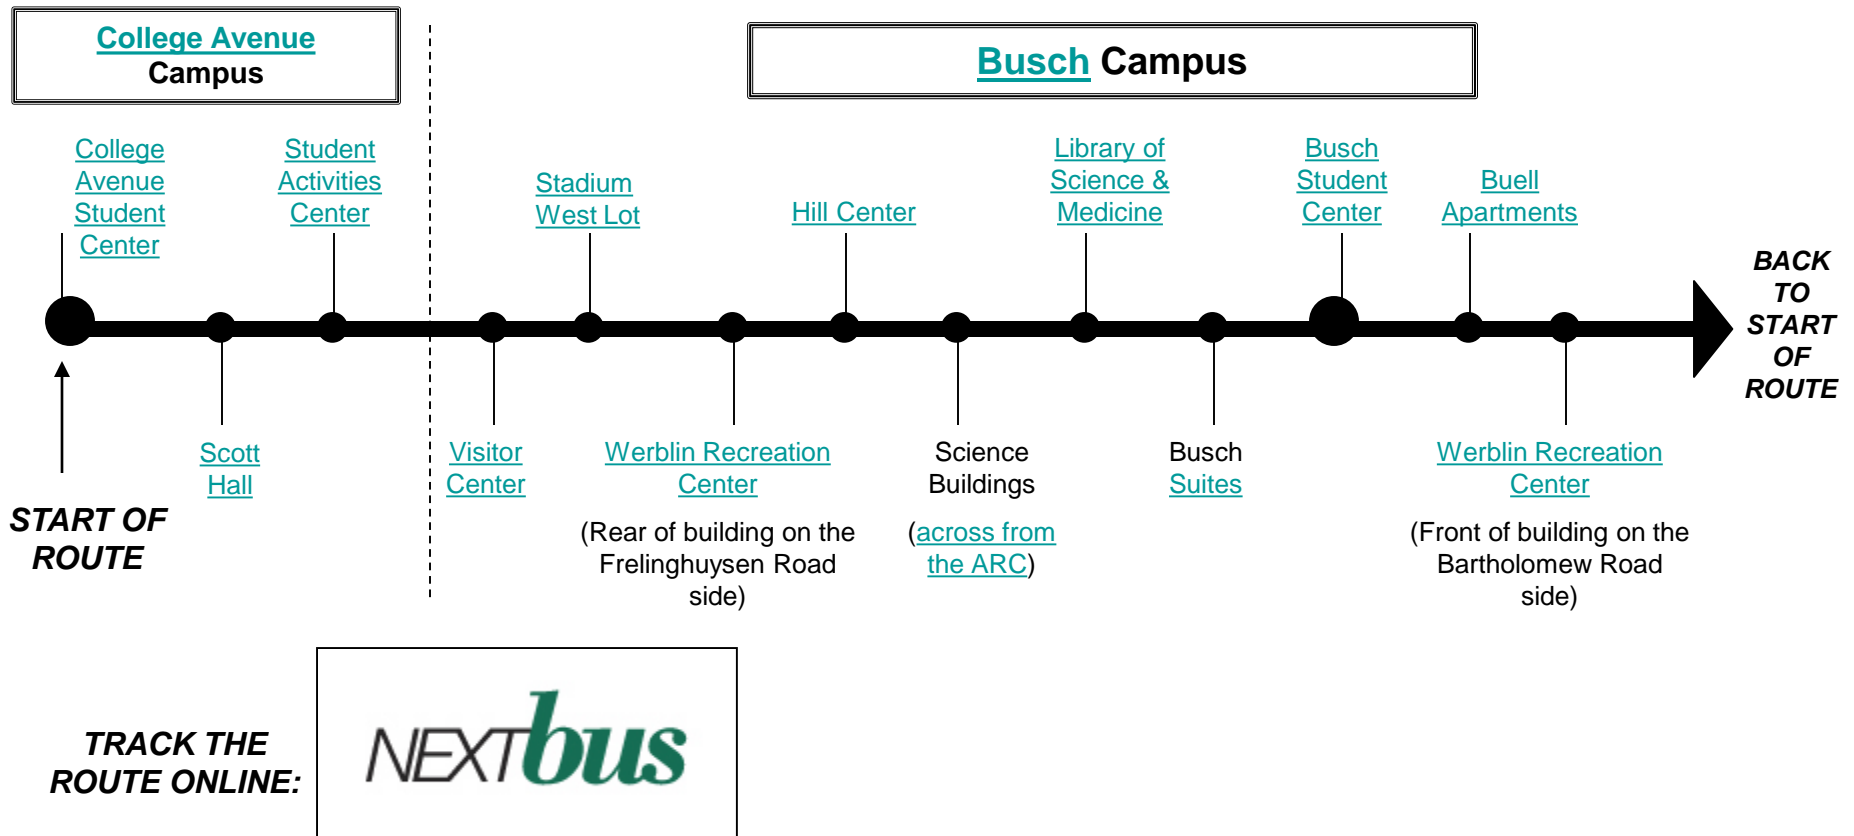 College Avenue
Campus
Busch Campus
College
Avenue
Student
Center
Student
Activities
Center
Stadium
West Lot
Hill Center
Library of
Science &
Medicine
Busch
Student
Center
Buell
Apartments
BACK
TO
START
OF
ROUTE
START OF
ROUTE
Scott
Hall
Visitor
Center
Werblin Recreation
Center
(Rear of building on the
Frelinghuysen Road
side)
Science
Buildings
(across from
the ARC)
Busch
Suites
Werblin Recreation
Center
(Front of building on the
Bartholomew Road
side)
TRACK THE
ROUTE ONLINE:
NEXTbus